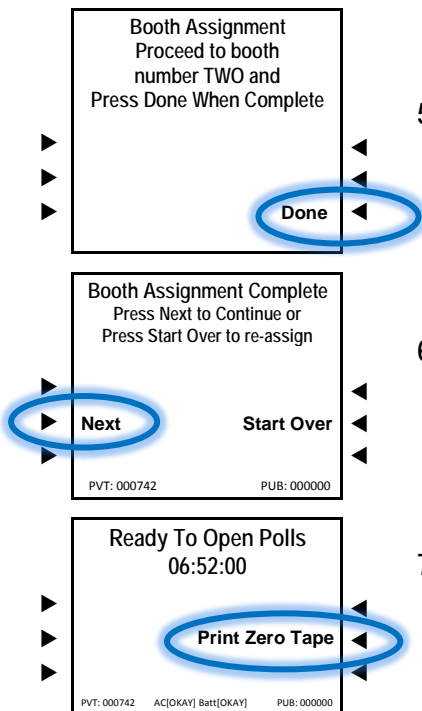 Booth Assignment
Proceed to booth
number TWO and
Press Done When Complete
Done
Booth Assignment Complete
Press Next to Continue or
Press Start Over to re-assign
Next Start Over
PVT: 000742 PUB: 000000
Ready To Open Polls
06:52:00
Print Zero Tape
PVT: 000742 AC[OKAY] Batt[OKAY] PUB: 000000